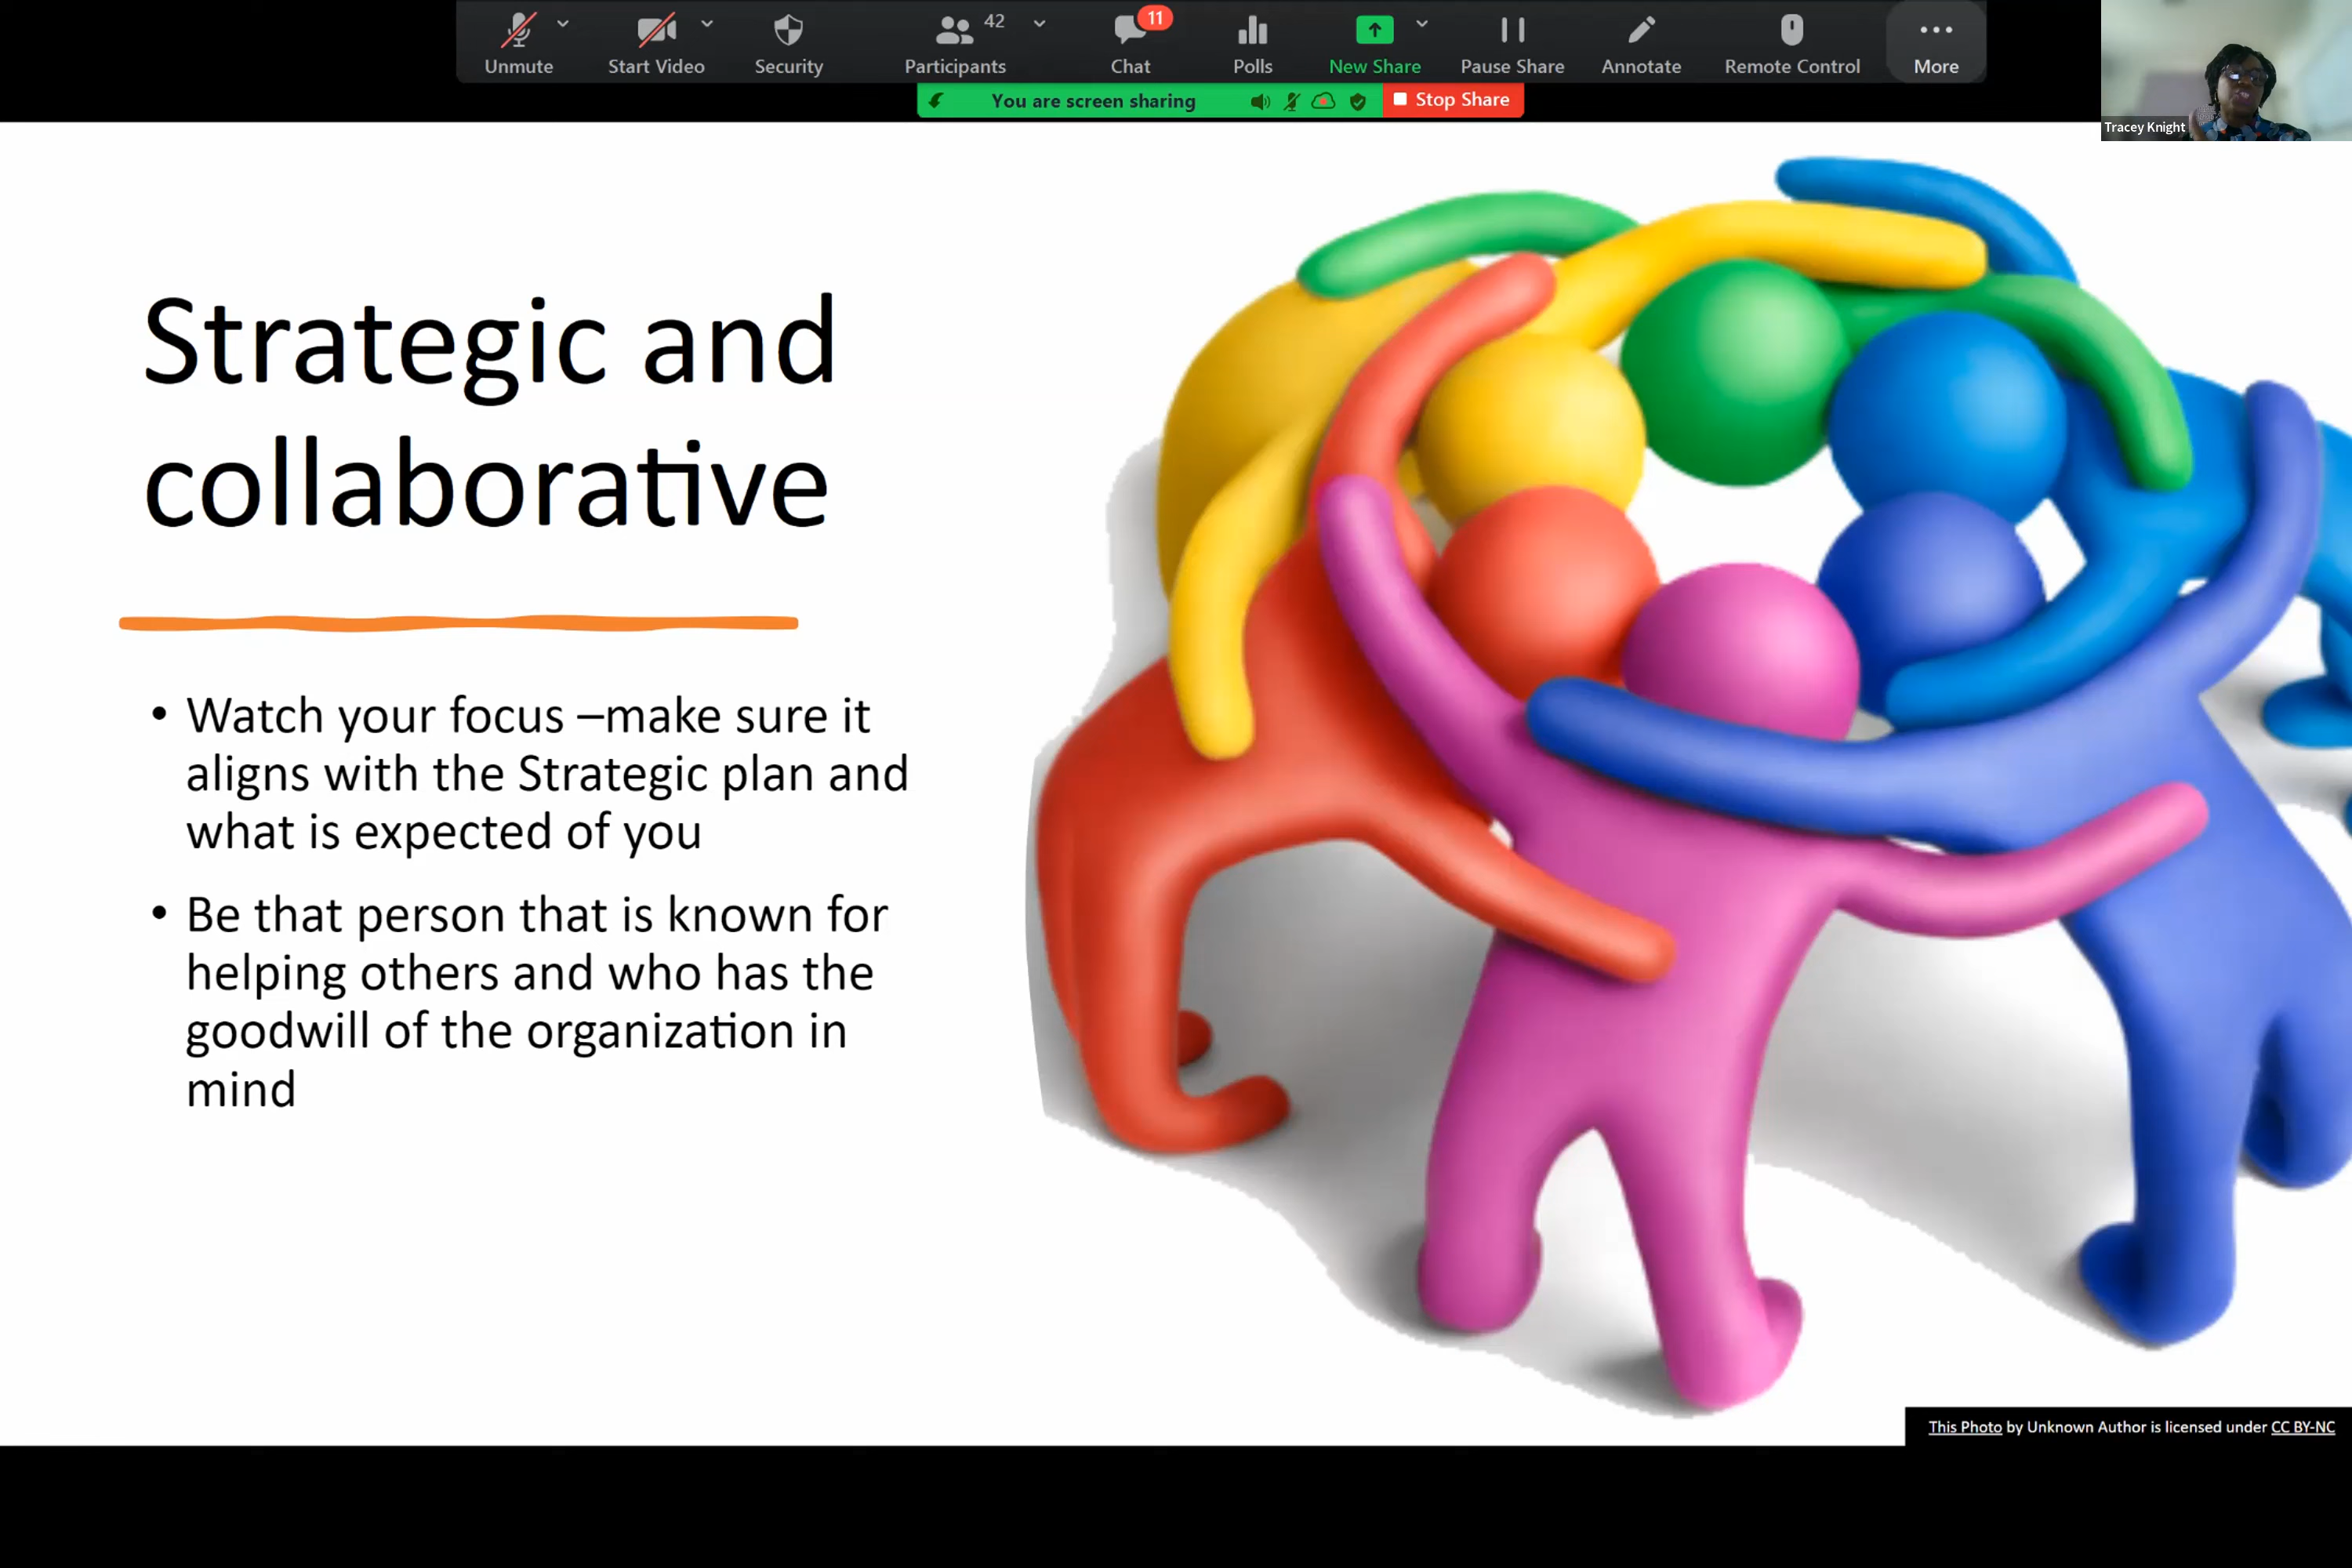 Unmute
Start Video
Security
Participants
42
Chat
11
Polls
New Share
Pause Share
Annotate
Remote Control
More
You are screen sharing
Stop Share
Tracey Knight
Strategic and
collaborative
• Watch your focus –make sure it
aligns with the Strategic plan and
what is expected of you
• Be that person that is known for
helping others and who has the
goodwill of the organization in
mind
This Photo by Unknown Author is licensed under CC BY-NC